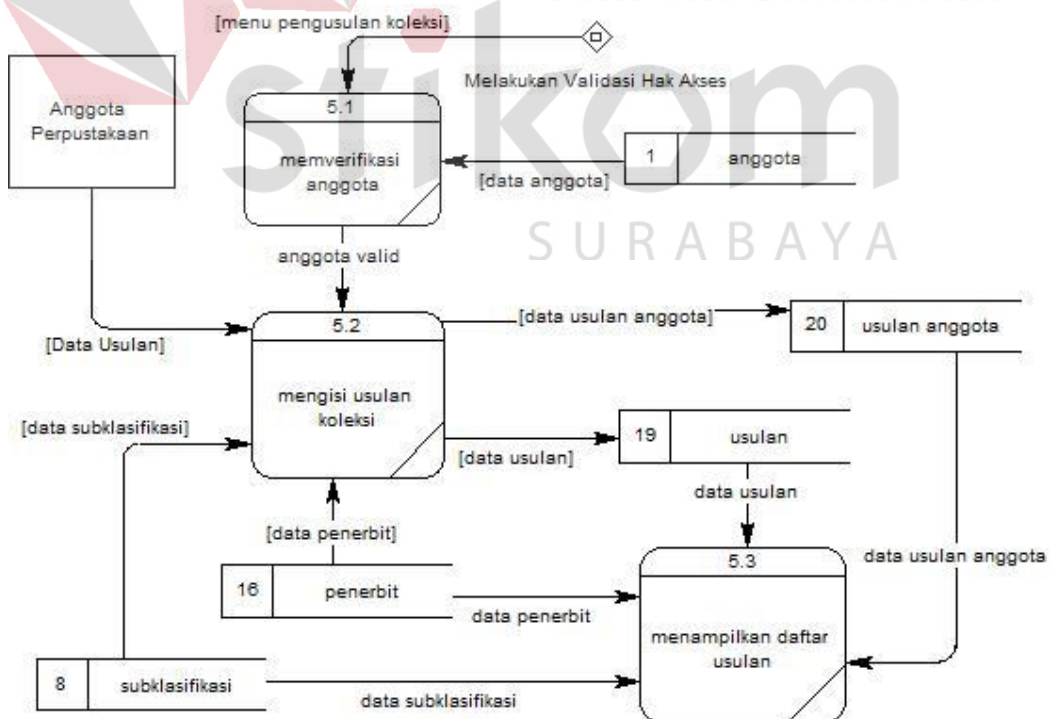 [menu pengusulan koleksi]
stikom
SURABAYA
Melakukan Validasi Hak Akses
Anggota
Perpustakaan
5.1
memverifikasi
anggota
1
anggota
[data anggota]
anggota valid
5.2
mengisi usulan
koleksi
[data usulan anggota]
20
usulan anggota
[Data Usulan]
[data subklasifikasi]
19
usulan
[data usulan]
data usulan
[data penerbit]
5.3
menampilkan daftar
usulan
data usulan anggota
16
penerbit
data penerbit
8
subklasifikasi
data subklasifikasi